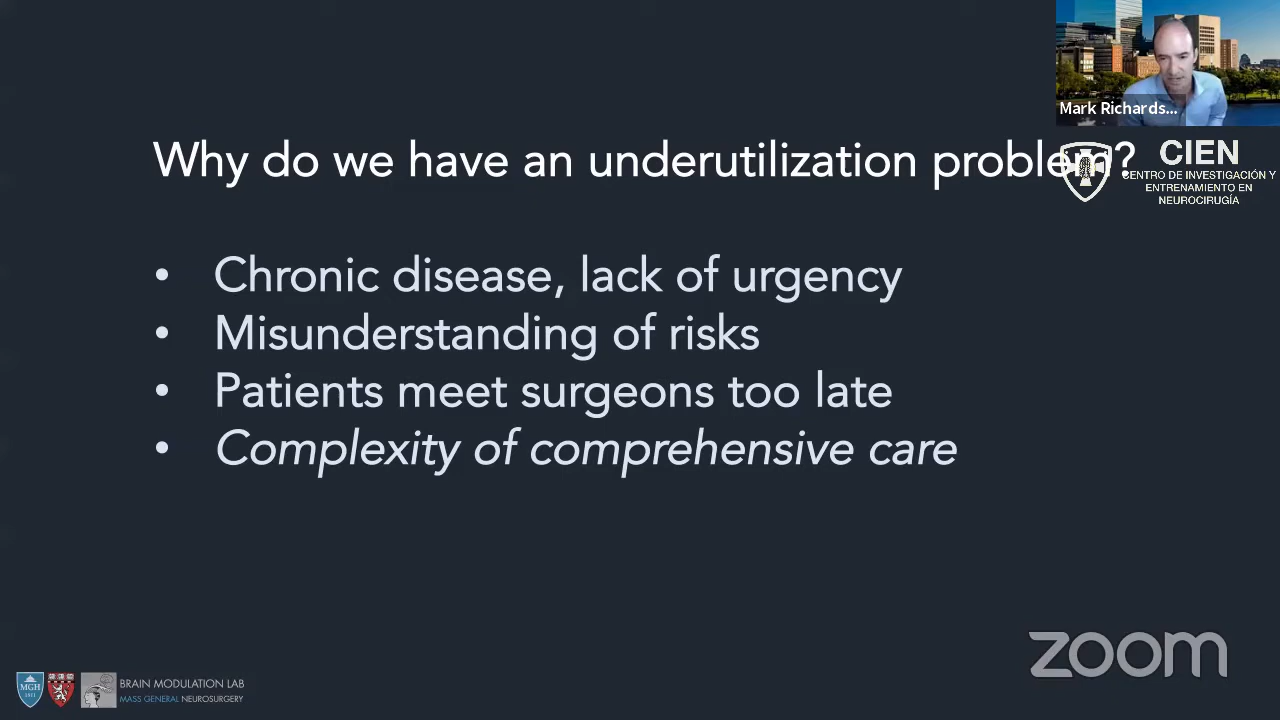 Mark Richards...
CIEN
CENTRO DE INVESTIGACIÓN Y
ENTRENAMIENTO EN
NEUROCIRUGÍA
Why do we have an underutilization problem?
• Chronic disease, lack of urgency
• Misunderstanding of risks
• Patients meet surgeons too late
• Complexity of comprehensive care
zoom
MGH
1811
BRAIN MODULATION LAB
MASS GENERAL NEUROSURGERY